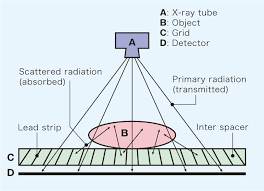 A: X-ray tube
B: Object
C: Grid
D: Detector
A
Scattered radiation
(absorbed)
Primary radiation
(transmitted)
Lead strip
B
Inter spacer
C
D